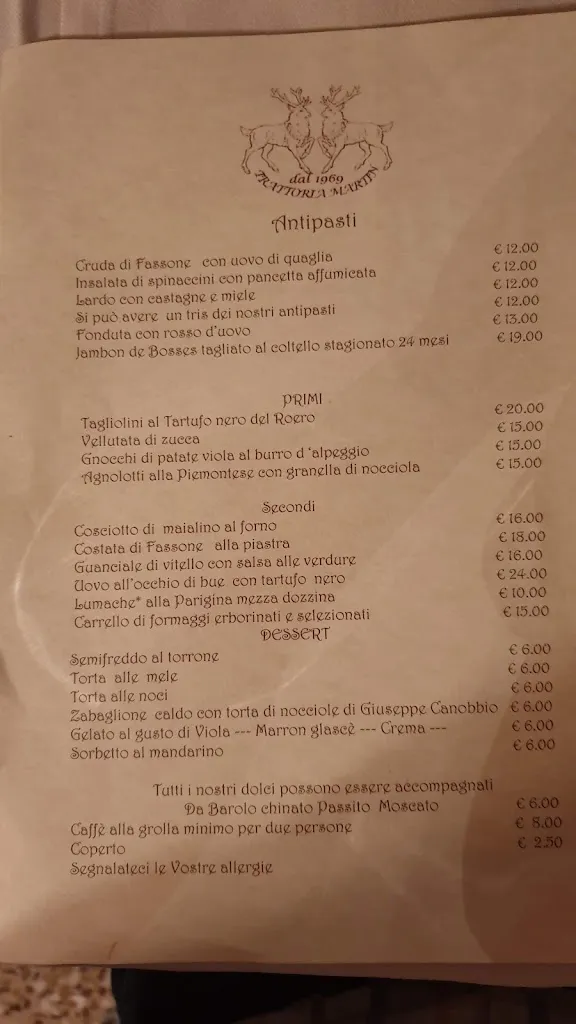 dal 1969
TRATTORIA MARTIN
Antipasti
Cruda di Fassone con uovo di quaglia € 12.00
Insalata di spinaccini con pancetta affumicata € 12.00
Lardo con castagne e miele € 12.00
Si può avere un tris dei nostri antipasti € 12.00
Fonduta con rosso d'uovo € 13.00
Jambon de Bosses tagliato al coltello stagionato 24 mesi € 19.00
PRIMI
Tagliolini al Tartufo nero del Roero € 20.00
Vellutata di zucca € 15.00
Gnocchi di patate viola al burro d 'alpeggio € 15.00
Agnolotti alla Piemontese con granella di nocciola € 15.00
Secondi
Cosciotto di maialino al forno € 16.00
Costata di Fassone alla piastra € 18.00
Guanciale di vitello con salsa alle verdure € 16.00
Uovo all'occhio di bue con tartufo nero € 24.00
Lumache* alla Parigina mezza dozzina € 10.00
Carrello di formaggi erborinati e selezionati € 15.00
DESSERT
Semifreddo al torrone € 6.00
Torta alle mele € 6.00
Torta alle noci € 6.00
Zabaglione caldo con torta di nocciole di Giuseppe Canobbio € 6.00
Gelato al gusto di Viola --- Marron glascè --- Crema --- € 6.00
Sorbetto al mandarino € 6.00
Tutti i nostri dolci possono essere accompagnati
Da Barolo chinato Passito Moscato € 6.00
Caffè alla grolla minimo per due persone € 8.00
Coperto € 2.50
Segnalateci le Vostre allergie